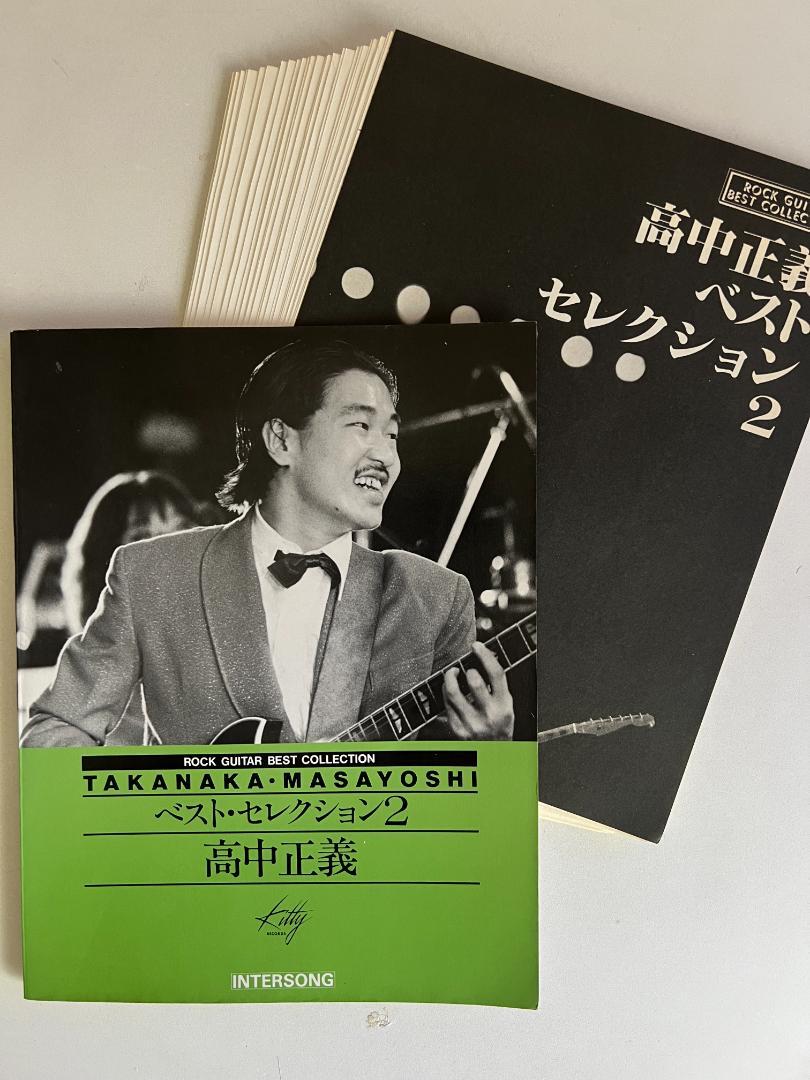 ROCK GUI
BEST COLLEC
高中正義
ベスト
セレクション
2
ROCK GUITAR BEST COLLECTION
TAKANAKA・MASAYOSHI
ベスト・セレクション2
高中正義
Kitty
RECORDS
INTERSONG